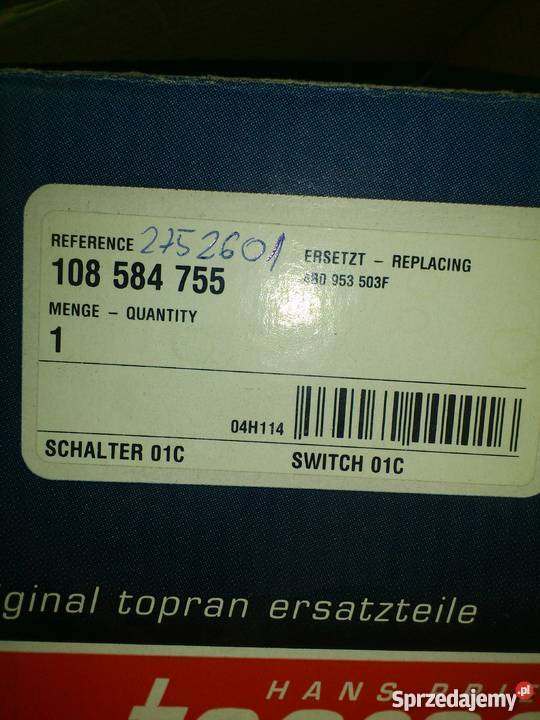 REFERENCE 2752601
108 584 755
ERSETZT – REPLACING
4B0 953 503F
MENGE – QUANTITY
1
04H114
SCHALTER 01C
SWITCH 01C
ginal topran ersatzteile
HANS
Sprzedajemy.pl